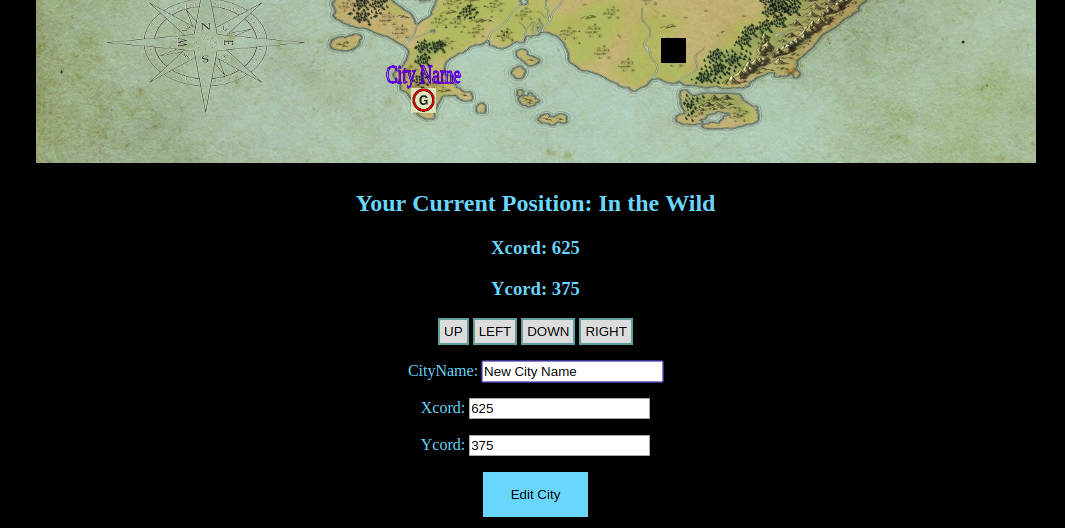 N
W E
S
City Name
G
Your Current Position: In the Wild
Xcord: 625
Ycord: 375
UP LEFT DOWN RIGHT
CityName: New City Name
Xcord: 625
Ycord: 375
Edit City